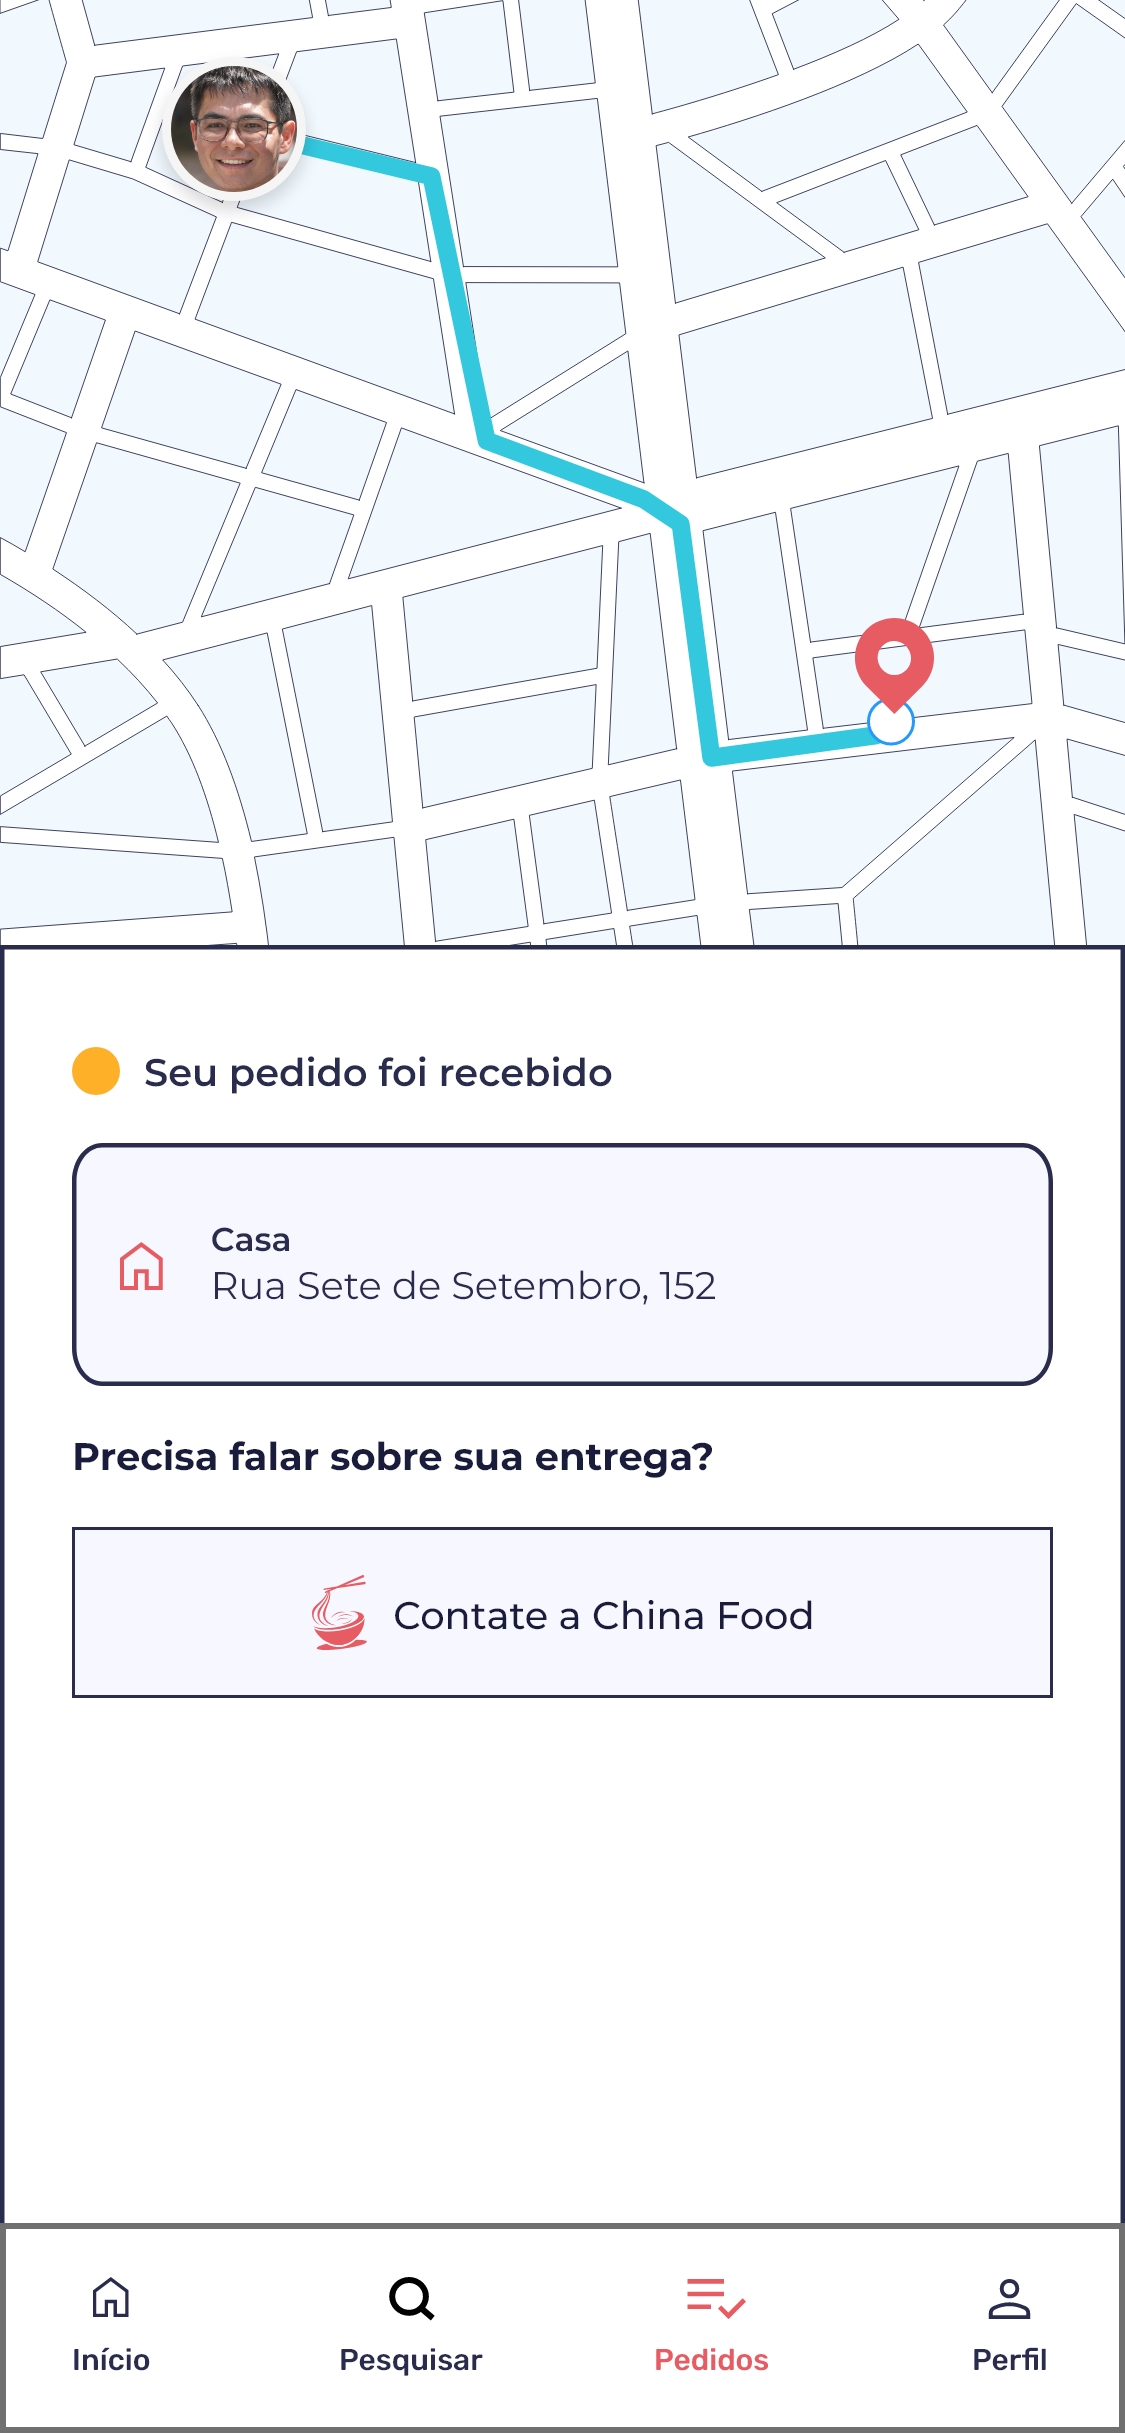 Seu pedido foi recebido
Casa
Rua Sete de Setembro, 152
Precisa falar sobre sua entrega?
Contate a China Food
Início
Pesquisar
Pedidos
Perfil